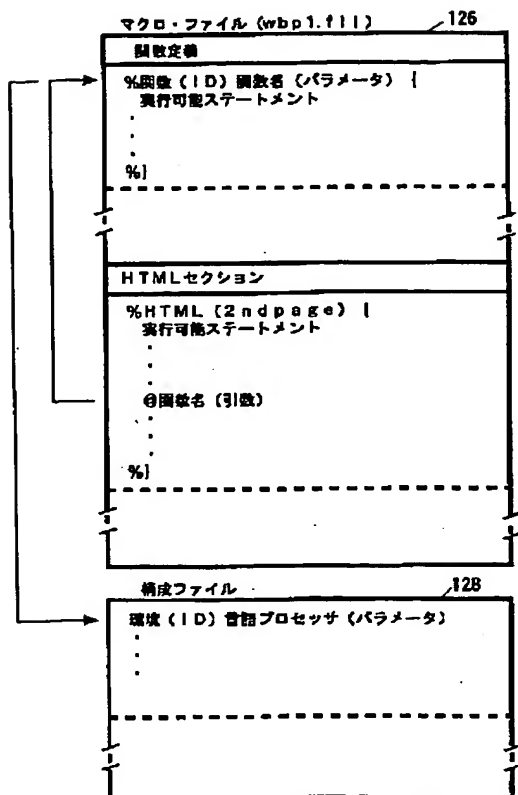 マクロ・ファイル (wbp1.fil) 126
関数定義
%関数 (ID) 関数名 (パラメータ) {
実行可能ステートメント
.
.
.
%}
HTMLセクション
%HTML (2ndpage) {
実行可能ステートメント
.
.
.
.
@関数名 (引数)
.
.
.
%}
構成ファイル 128
環境 (ID) 言語プロセッサ (パラメータ)
.
.
.